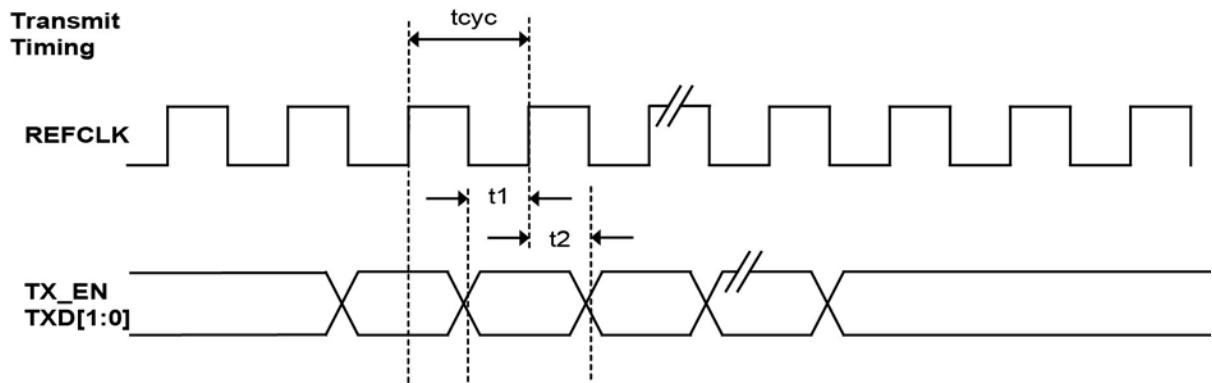 Transmit
Timing
tcyc
REFCLK
t1
t2
TX_EN
TXD[1:0]